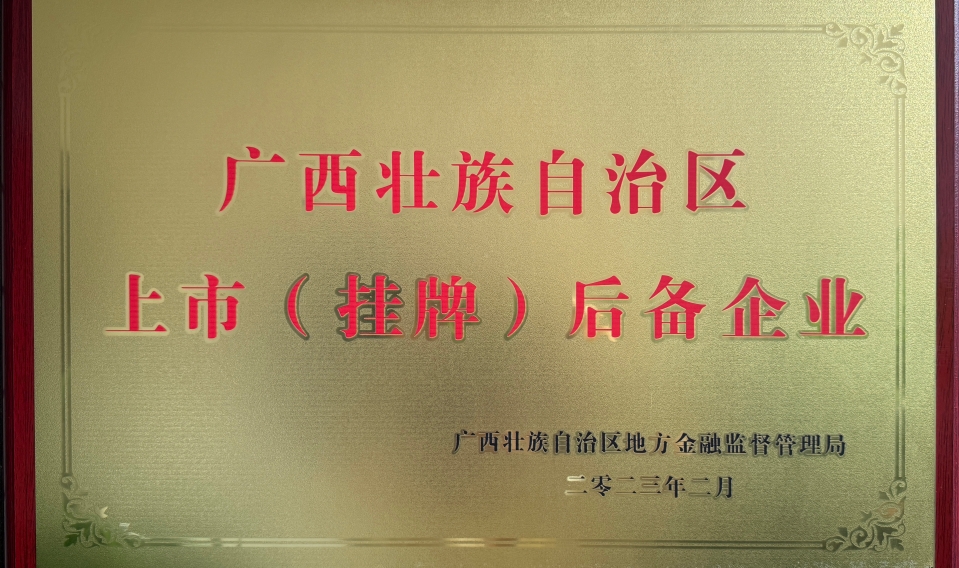 广西壮族自治区
上市（挂牌）后备企业
广西壮族自治区地方金融监督管理局
二零二三年二月